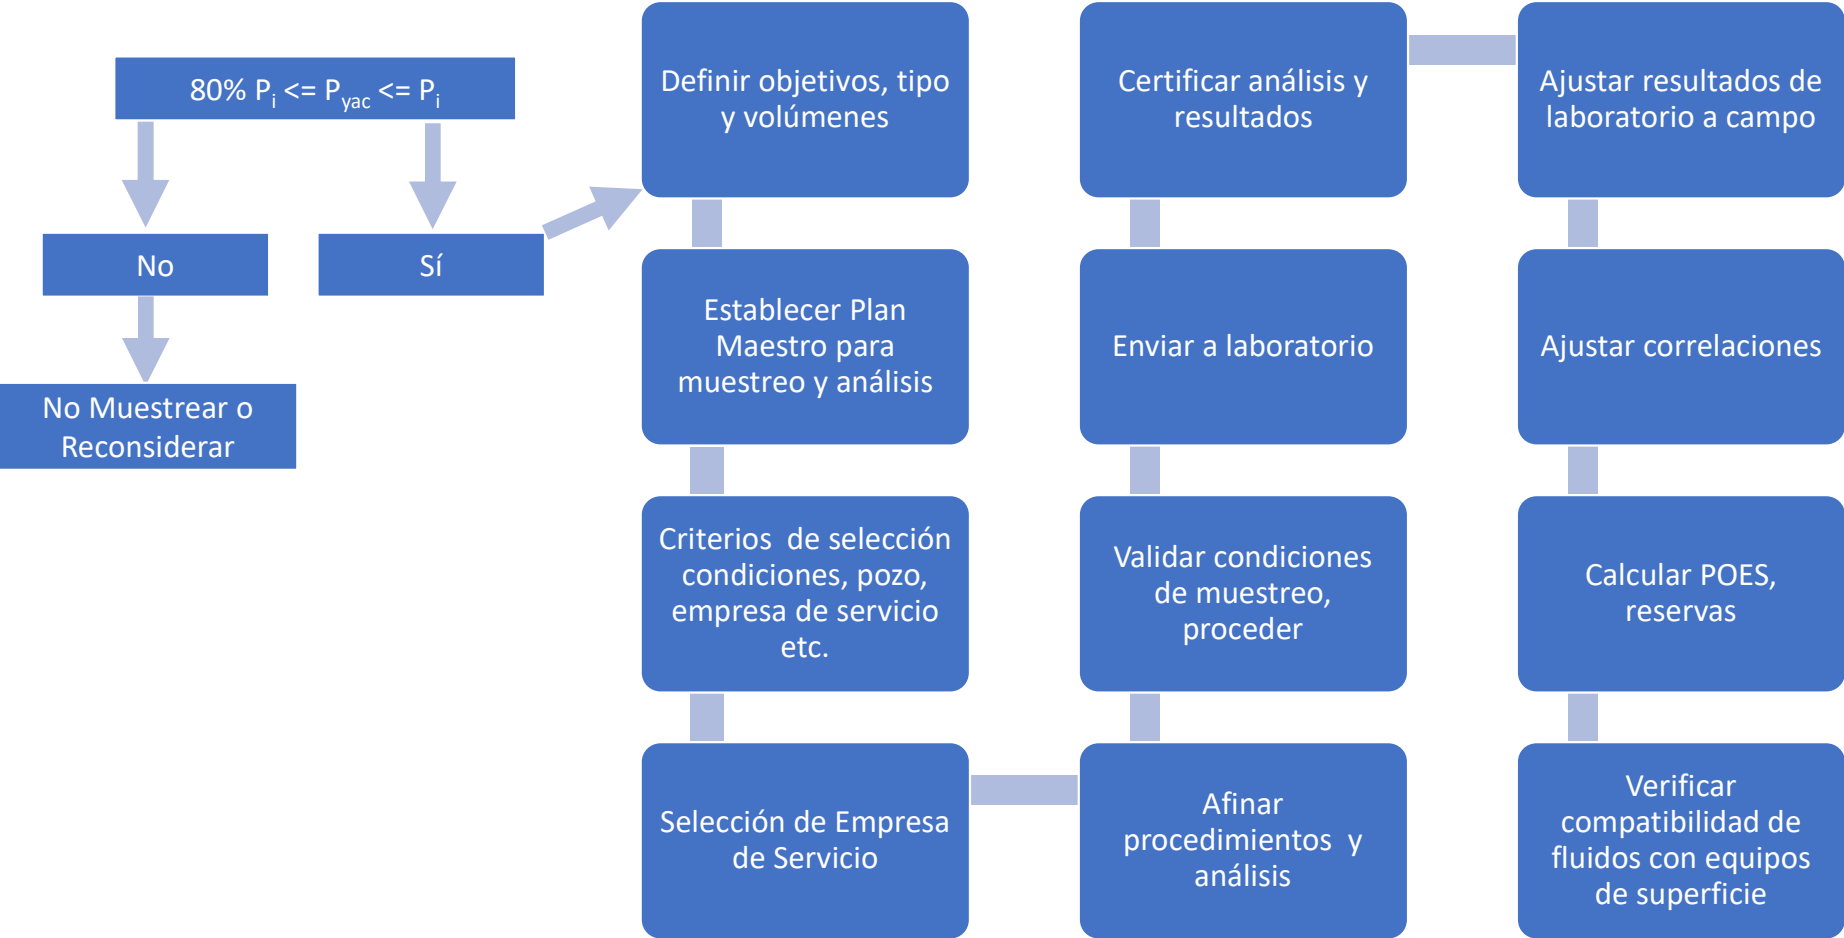 80% Pi <= Pyac <= Pi
No
Sí
No Muestrear o
Reconsiderar
Definir objetivos, tipo
y volúmenes
Establecer Plan
Maestro para
muestreo y análisis
Criterios de selección
condiciones, pozo,
empresa de servicio
etc.
Selección de Empresa
de Servicio
Afinar
procedimientos y
análisis
Validar condiciones
de muestreo,
proceder
Enviar a laboratorio
Certificar análisis y
resultados
Ajustar resultados de
laboratorio a campo
Ajustar correlaciones
Calcular POES,
reservas
Verificar
compatibilidad de
fluidos con equipos
de superficie